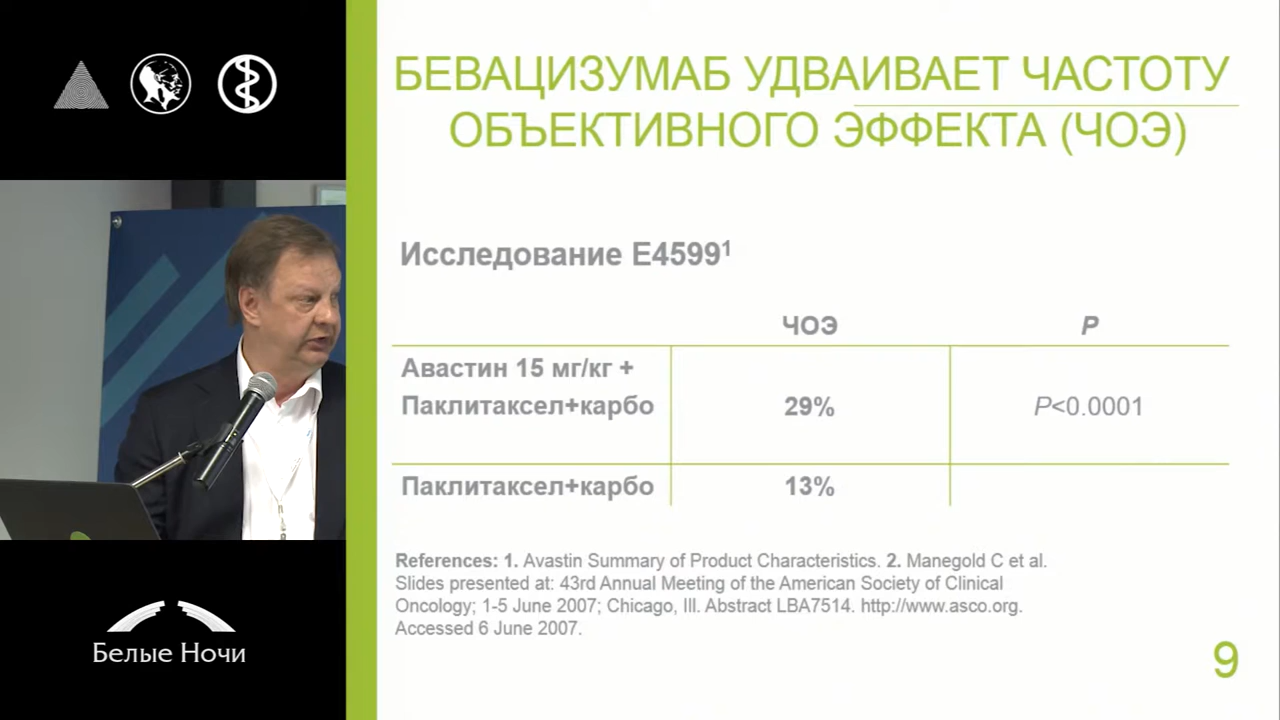 БЕВАЦИЗУМАБ УДВАИВАЕТ ЧАСТОТУ
ОБЪЕКТИВНОГО ЭФФЕКТА (ЧОЭ)
Исследование E4599¹
ЧОЭ P
Авастин 15 мг/кг +
Паклитаксел+карбо 29% P<0.0001
Паклитаксел+карбо 13%
References: 1. Avastin Summary of Product Characteristics. 2. Manegold C et al.
Slides presented at: 43rd Annual Meeting of the American Society of Clinical
Oncology; 1-5 June 2007; Chicago, Ill. Abstract LBA7514. http://www.asco.org.
Accessed 6 June 2007.
9
Белые Ночи